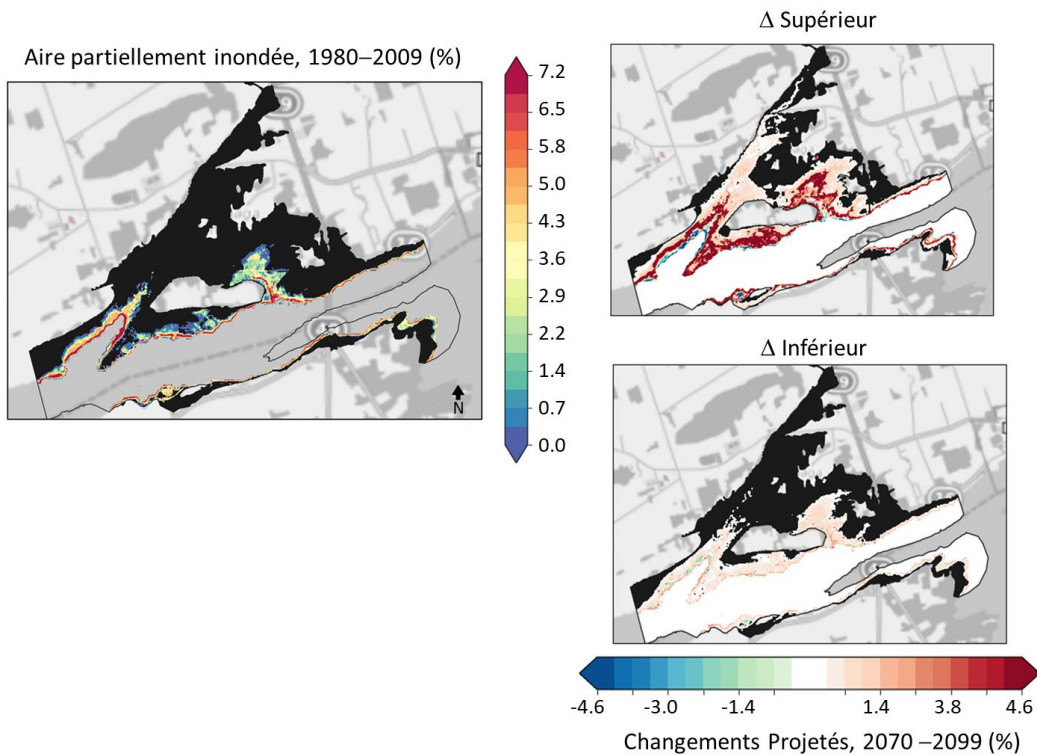 Aire partiellement inondée, 1980–2009 (%)
N
7.2
6.5
5.8
5.0
4.3
3.6
2.9
2.2
1.4
0.7
0.0
Δ Supérieur
Δ Inférieur
-4.6 -3.0 -1.4 1.4 3.8 4.6
Changements Projetés, 2070 –2099 (%)